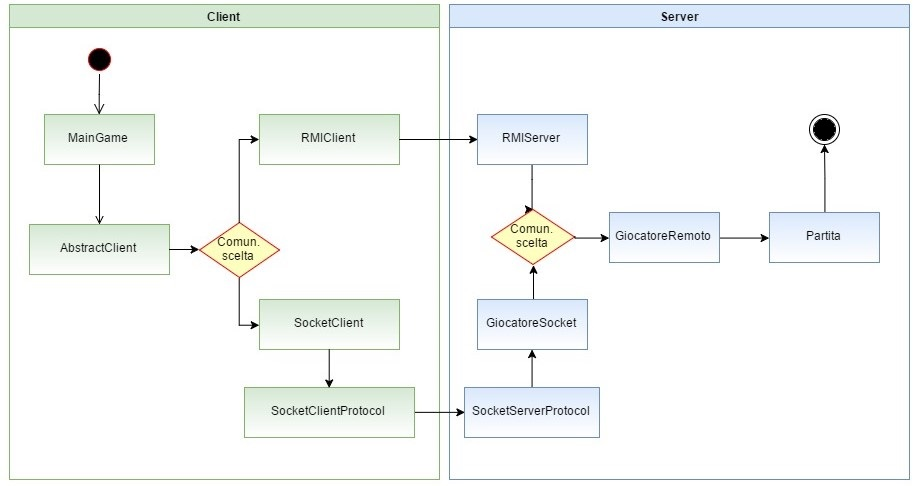 Client
Server
MainGame
RMIClient
RMIServer
AbstractClient
Comun.
scelta
Comun.
scelta
GiocatoreRemoto
Partita
SocketClient
GiocatoreSocket
SocketClientProtocol
SocketServerProtocol